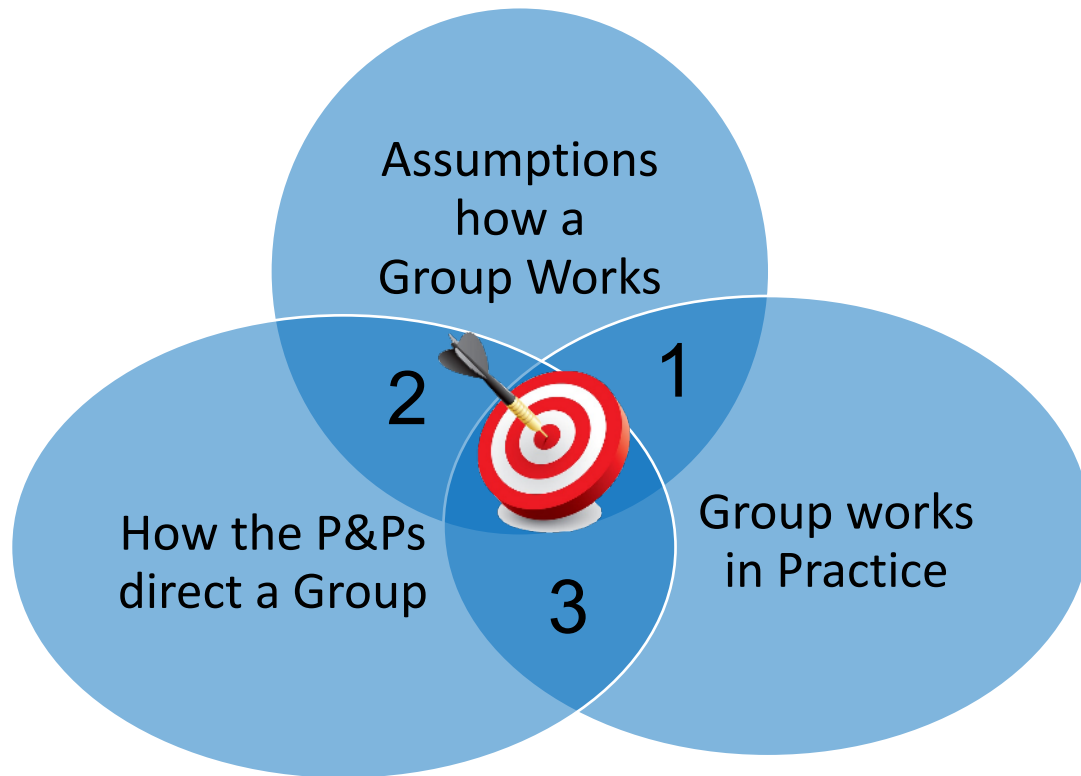 Assumptions
how a
Group Works
2
1
How the P&Ps
direct a Group
Group works
in Practice
3